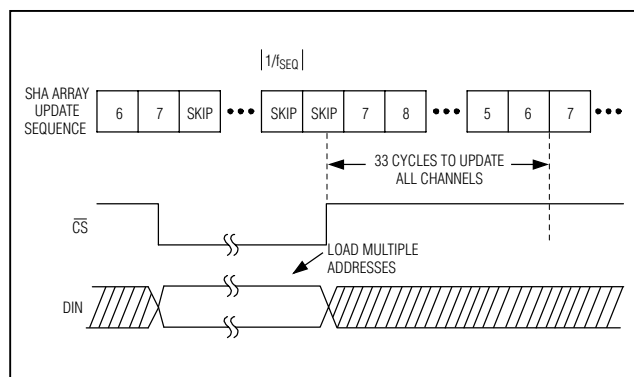 1/fSEQ
SHA ARRAY
UPDATE
SEQUENCE
6 7 SKIP ••• SKIP SKIP 7 8 ••• 5 6 7 •••
33 CYCLES TO UPDATE
ALL CHANNELS
CS
LOAD MULTIPLE
ADDRESSES
DIN